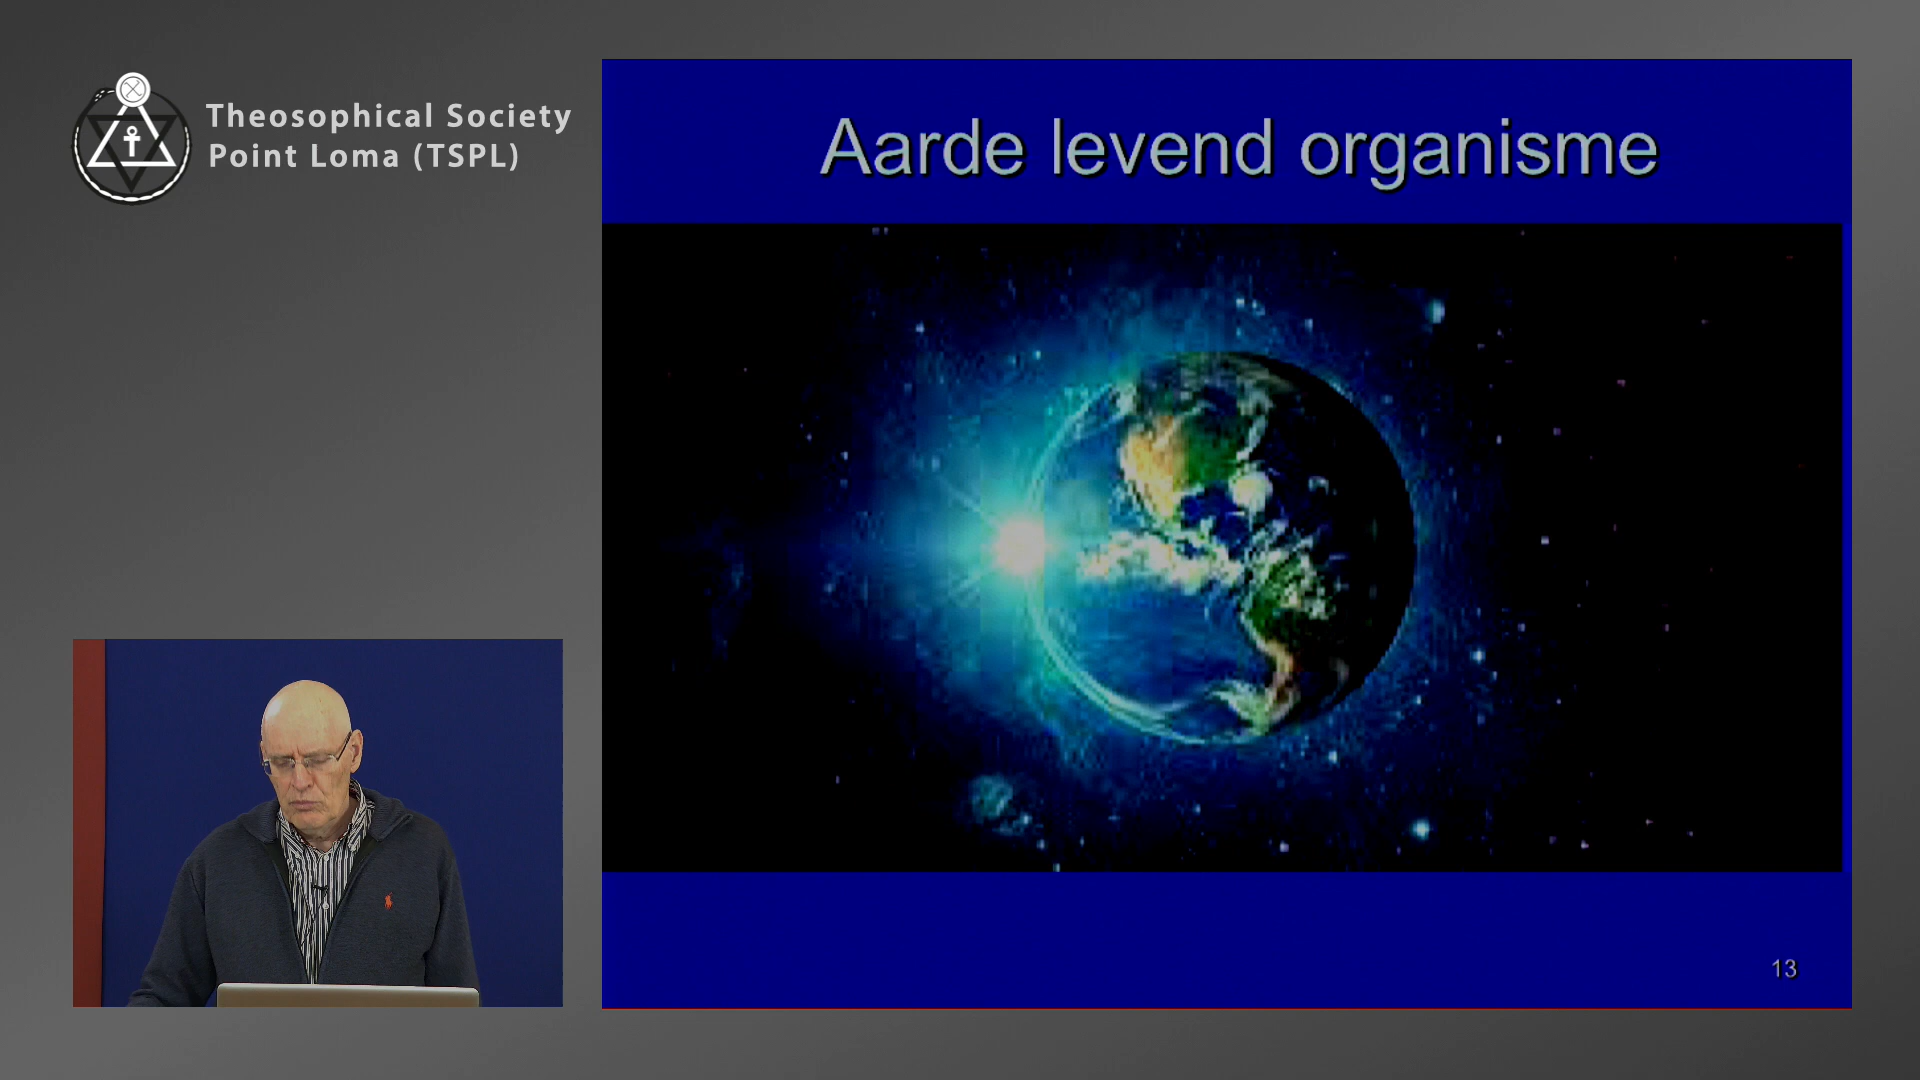 Theosophical Society
Point Loma (TSPL)
Aarde levend organisme
13